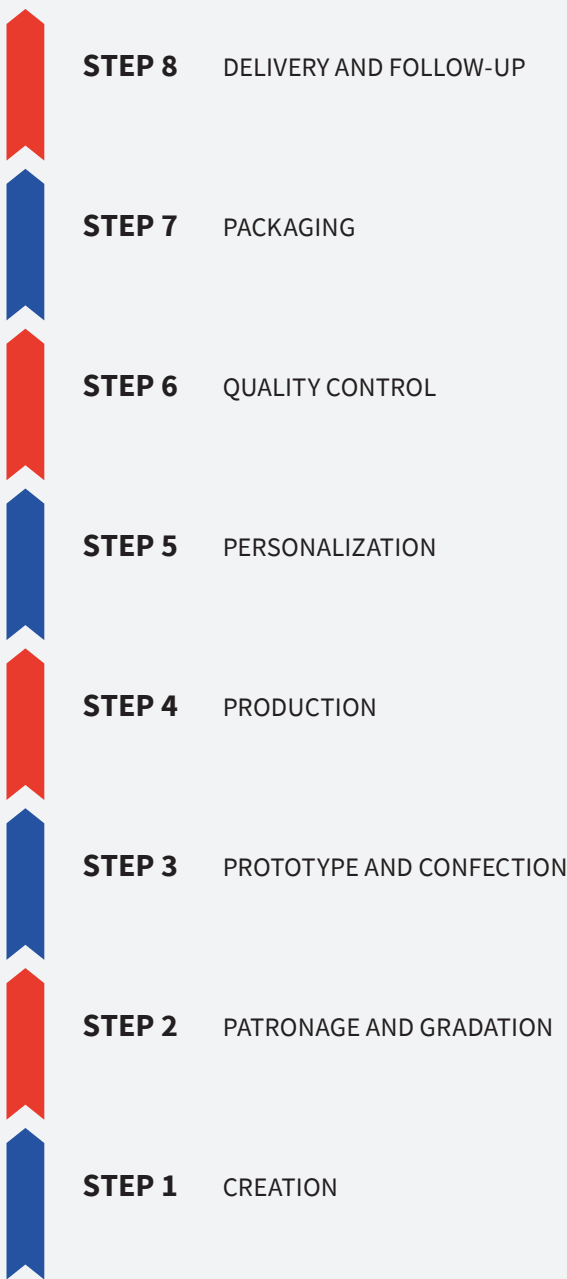 STEP 8 DELIVERY AND FOLLOW-UP
STEP 7 PACKAGING
STEP 6 QUALITY CONTROL
STEP 5 PERSONALIZATION
STEP 4 PRODUCTION
STEP 3 PROTOTYPE AND CONFECTION
STEP 2 PATRONAGE AND GRADATION
STEP 1 CREATION